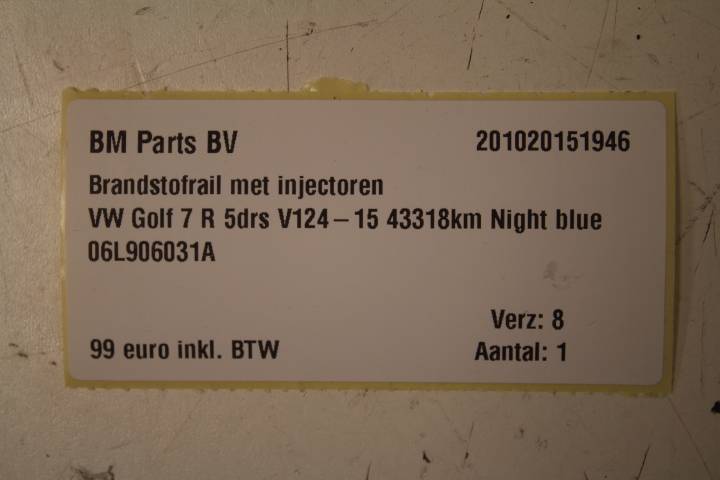 BM Parts BV 201020151946
Brandstofrail met injectoren
VW Golf 7 R 5drs V124 – 15 43318km Night blue
06L906031A
Verz: 8
99 euro inkl. BTW Aantal: 1